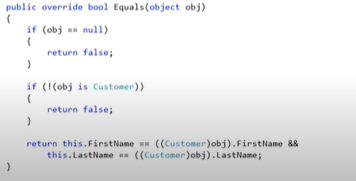 public override bool Equals(object obj)
{
if (obj == null)
{
return false;
}
if (!(obj is Customer))
{
return false;
}
return this.FirstName == ((Customer)obj).FirstName &&
this.LastName == ((Customer)obj).LastName;
}